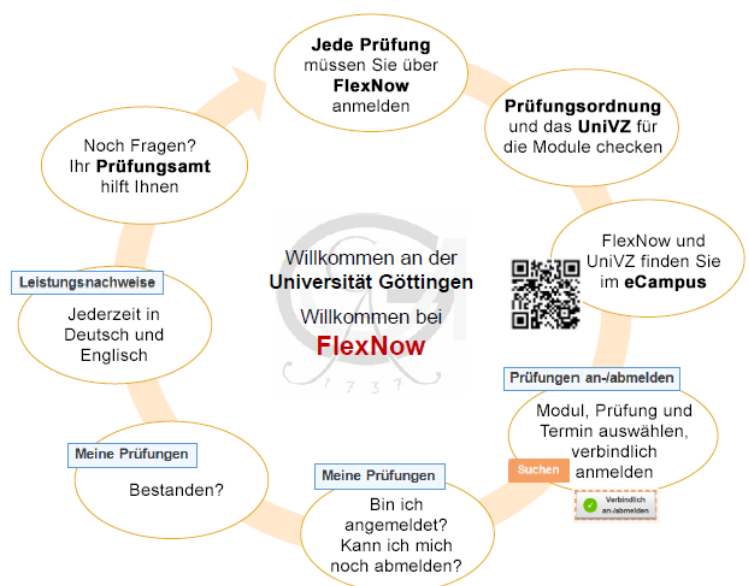 Jede Prüfung
müssen Sie über
FlexNow
anmelden
Prüfungsordnung
und das UniVZ für
die Module checken
FlexNow und
UniVZ finden Sie
im eCampus
Prüfungen an-/abmelden
Modul, Prüfung und
Termin auswählen,
verbindlich
anmelden
Suchen
Verbindlich
an-/abmelden
Meine Prüfungen
Bin ich
angemeldet?
Kann ich mich
noch abmelden?
Meine Prüfungen
Bestanden?
Leistungsnachweise
Jederzeit in
Deutsch und
Englisch
Noch Fragen?
Ihr Prüfungsamt
hilft Ihnen
Willkommen an der
Universität Göttingen
Willkommen bei
FlexNow
1737